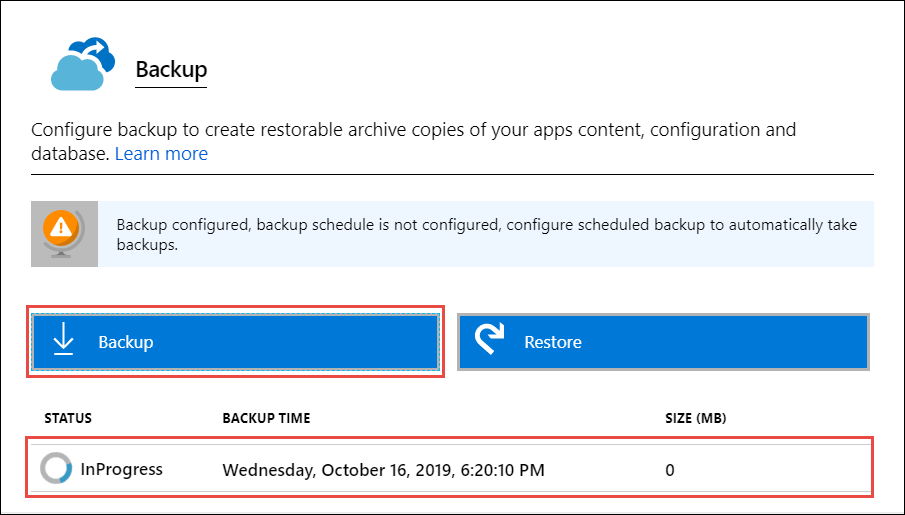 Backup
Configure backup to create restorable archive copies of your apps content, configuration and
database. Learn more
Backup configured, backup schedule is not configured, configure scheduled backup to automatically take
backups.
Backup
Restore
STATUS BACKUP TIME SIZE (MB)
InProgress Wednesday, October 16, 2019, 6:20:10 PM 0